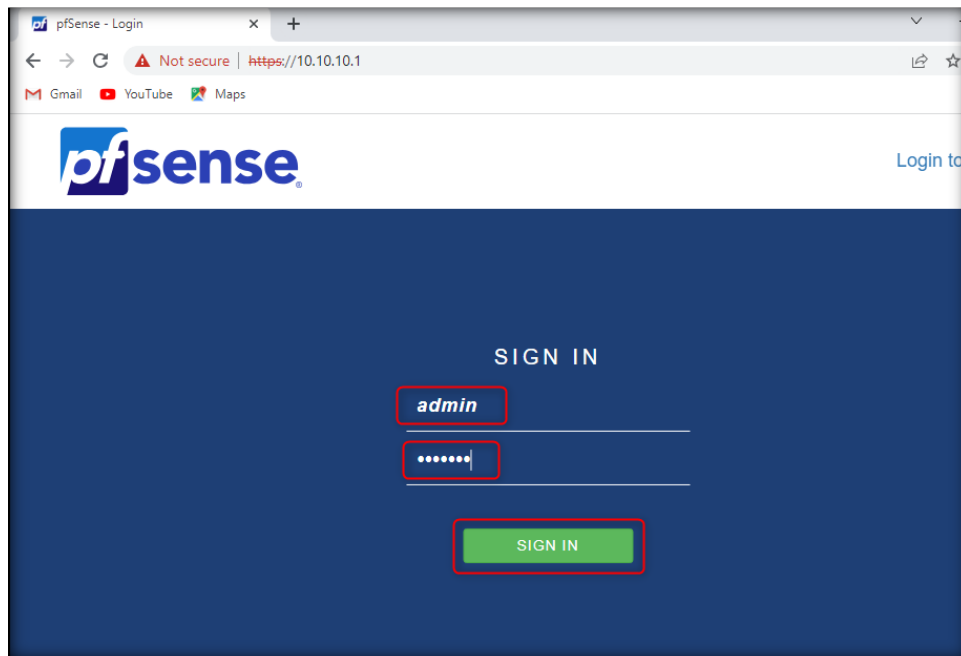 pfSense - Login
Not secure | https://10.10.10.1
Gmail YouTube Maps
pfsense
Login to
SIGN IN
admin
•••••••
SIGN IN